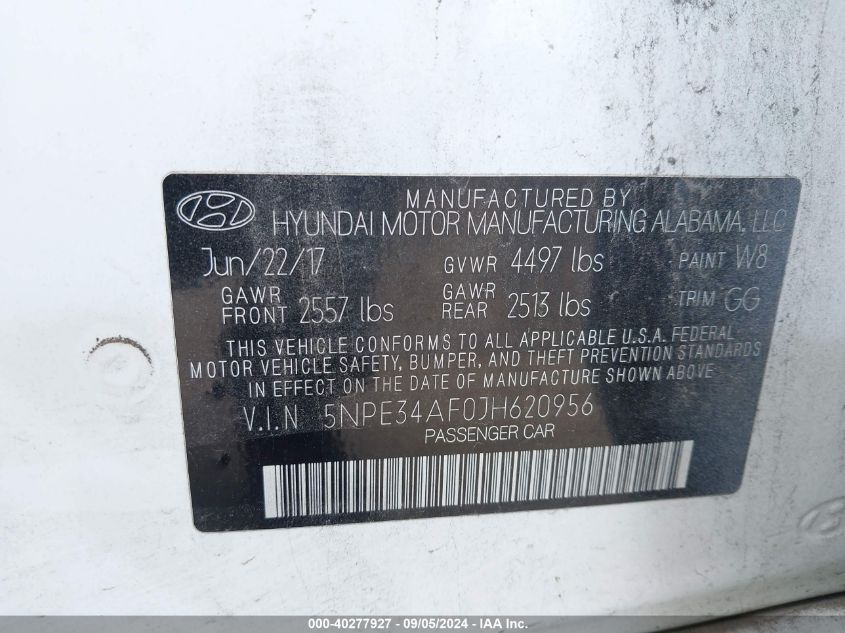 MANUFACTURED BY
HYUNDAI MOTOR MANUFACTURING ALABAMA, LLC
Jun/22/17 GVWR 4497 lbs PAINT W8
GAWR FRONT 2557 lbs GAWR REAR 2513 lbs TRIM GG
THIS VEHICLE CONFORMS TO ALL APPLICABLE U.S.A. FEDERAL
MOTOR VEHICLE SAFETY, BUMPER, AND THEFT PREVENTION STANDARDS
IN EFFECT ON THE DATE OF MANUFACTURE SHOWN ABOVE
V.I.N 5NPE34AF0JH620956
PASSENGER CAR
000-40277927 - 09/05/2024 - IAA Inc.